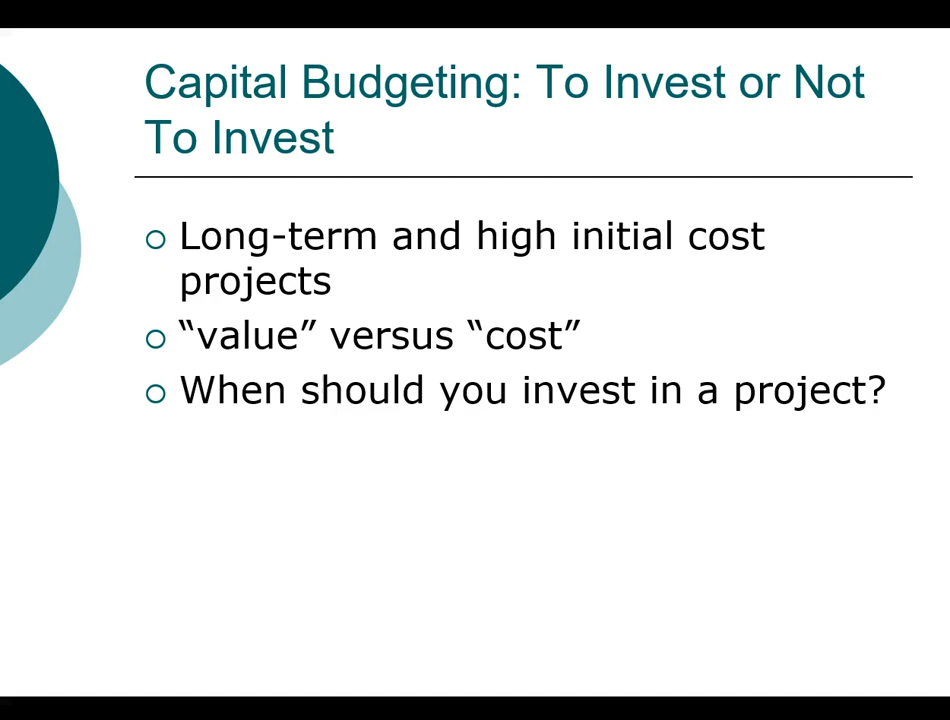 Capital Budgeting: To Invest or Not
To Invest
Long-term and high initial cost
projects
“value” versus “cost”
When should you invest in a project?